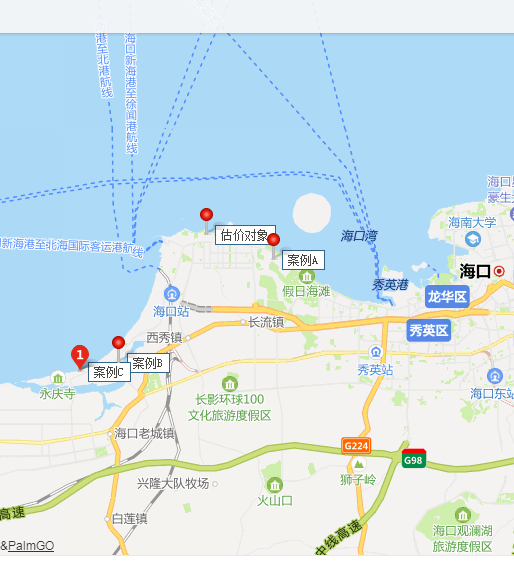 港至北港航线
海口新海港至徐闻港航线
海口
豪生
海南大学
估价对象
海口湾
新海港至北海国际客运港航线
案例A
海口
假日海滩
秀英港
龙华区
海口站
长流镇
秀英区
西秀镇
1
案例B
案例C
秀英站
永庆寺
长影环球100
文化旅游度假区
海口东站
海口老城镇
G224
G98
狮子岭
兴隆大队牧场
火山口
高速
白莲镇
海口观澜湖
旅游度假区
中线高速
&PalmGO